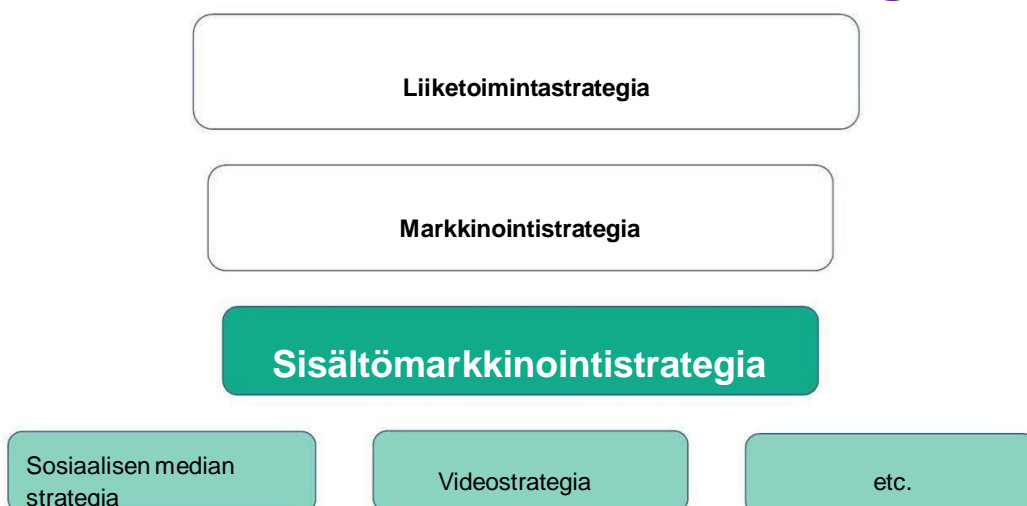 Liiketoimintastrategia
Markkinointistrategia
Sisältömarkkinointistrategia
Sosiaalisen median
strategia
Videostrategia
etc.